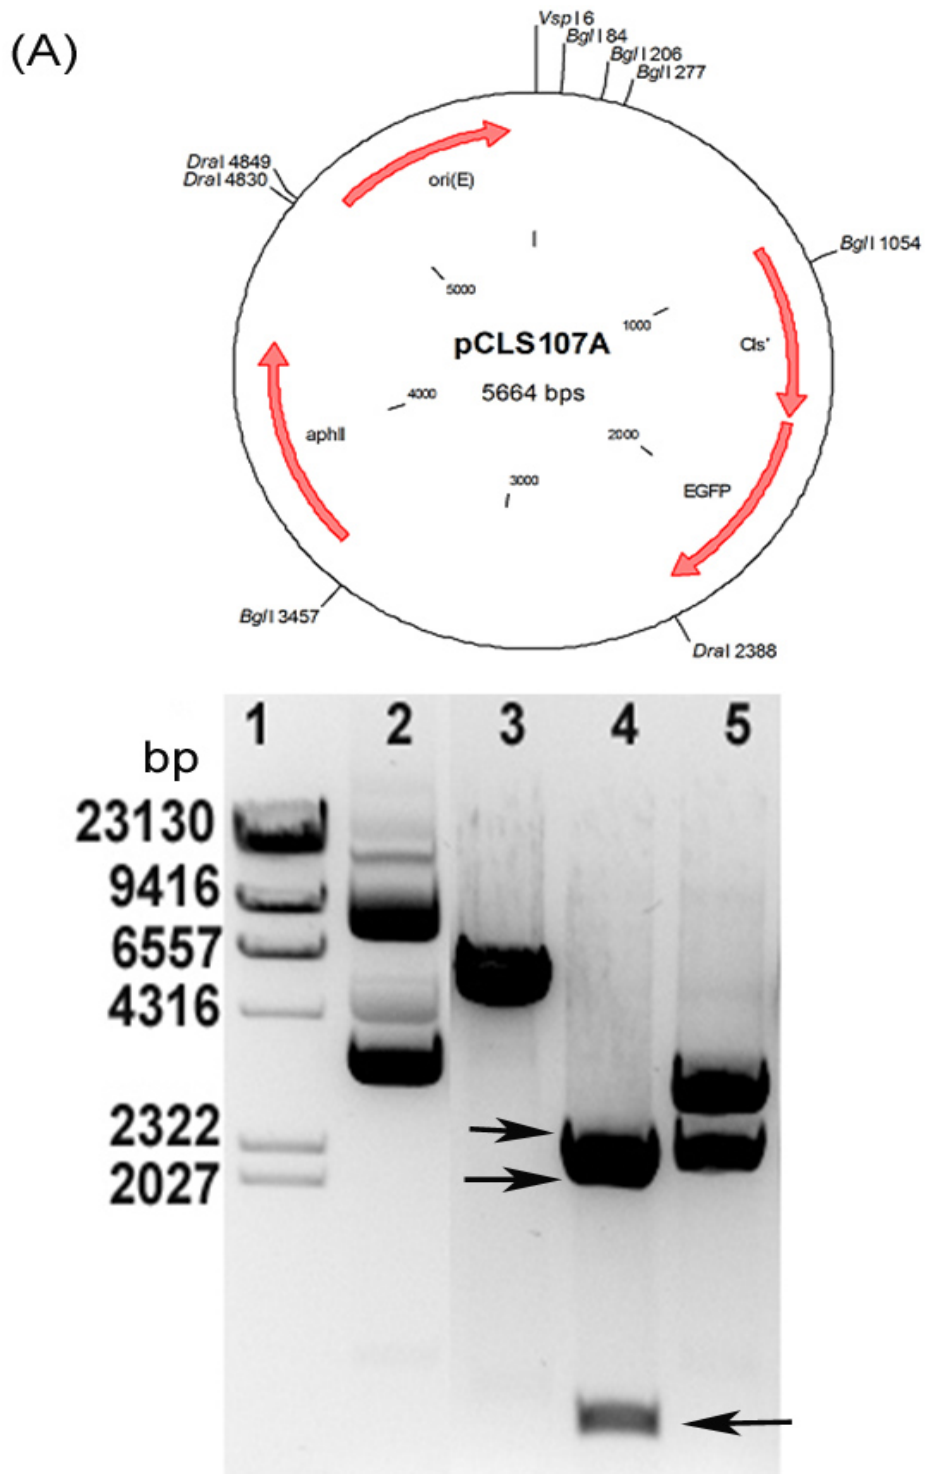 (A)
VspI 6
BglI 84
BglI 206
BglI 277
DraI 4849
DraI 4830
ori(E)
BglI 1054
5000
1000
pCLS107A
5664 bps
Cls'
4000
aphII
2000
EGFP
3000
BglI 3457
DraI 2388
1 2 3 4 5
bp
23130
9416
6557
4316
2322
2027